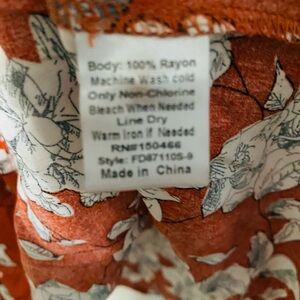 Body: 100% Rayon
Machine Wash cold
Only Non-Chlorine
Bleach When Needed
Line Dry
Warm Iron if Needed
RN#150466
Style: FD87110S-9
Made in China